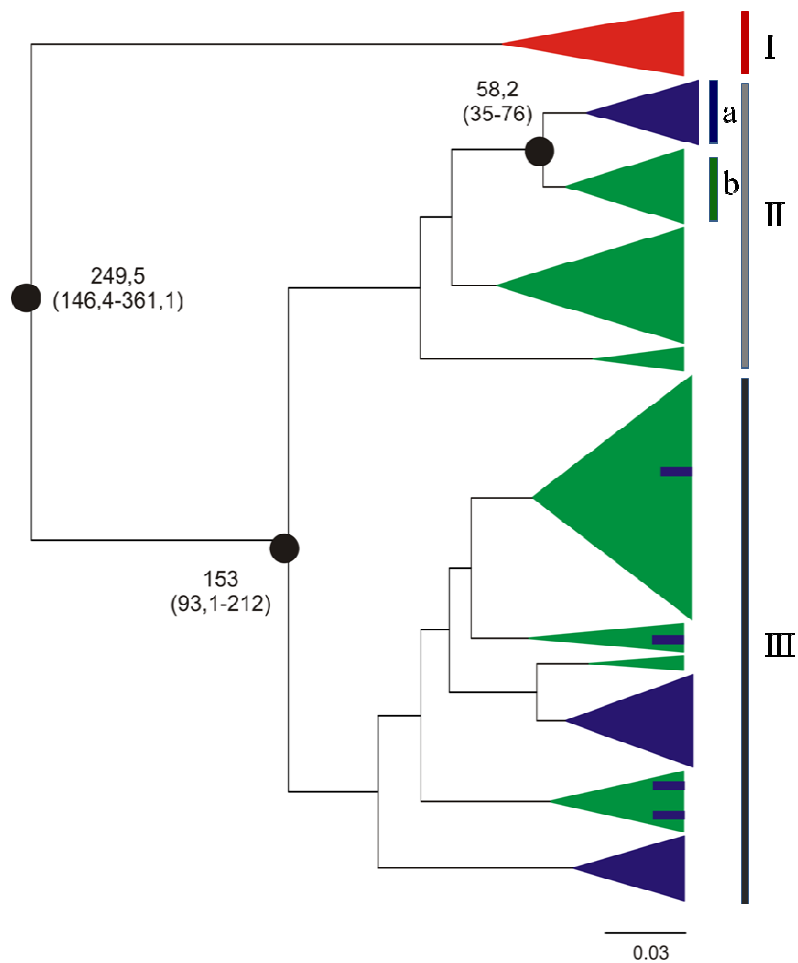 I
58,2
(35-76)
a
b
II
249,5
(146,4-361,1)
153
(93,1-212)
III
0.03